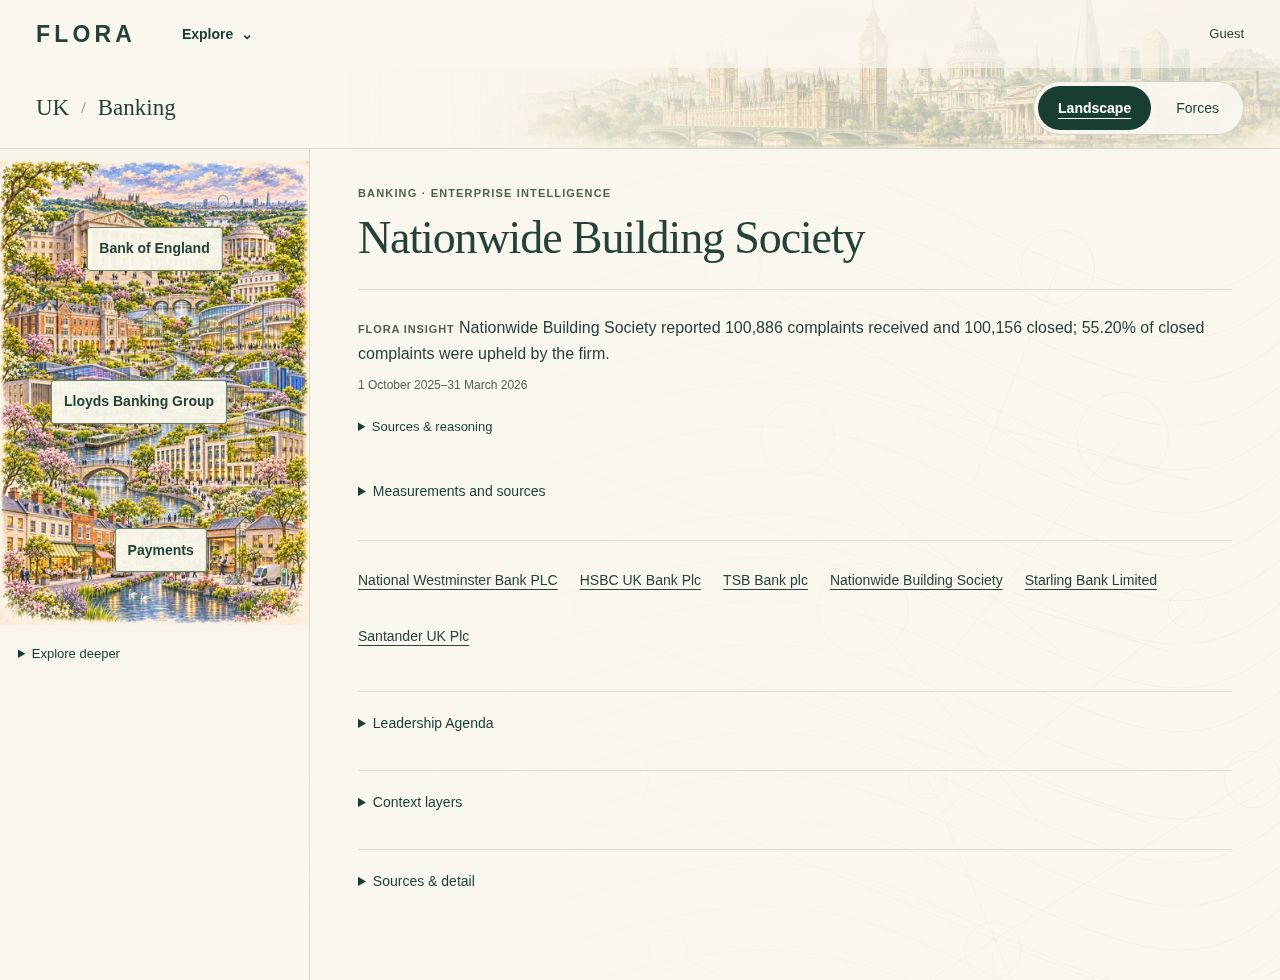 FLORA
Explore
Guest
UK / Banking
Landscape
Forces
Bank of England
Lloyds Banking Group
Payments
▶ Explore deeper
BANKING · ENTERPRISE INTELLIGENCE
Nationwide Building Society
FLORA INSIGHT Nationwide Building Society reported 100,886 complaints received and 100,156 closed; 55.20% of closed
complaints were upheld by the firm.
1 October 2025–31 March 2026
▶ Sources & reasoning
▶ Measurements and sources
National Westminster Bank PLC HSBC UK Bank Plc TSB Bank plc Nationwide Building Society Starling Bank Limited
Santander UK Plc
▶ Leadership Agenda
▶ Context layers
▶ Sources & detail